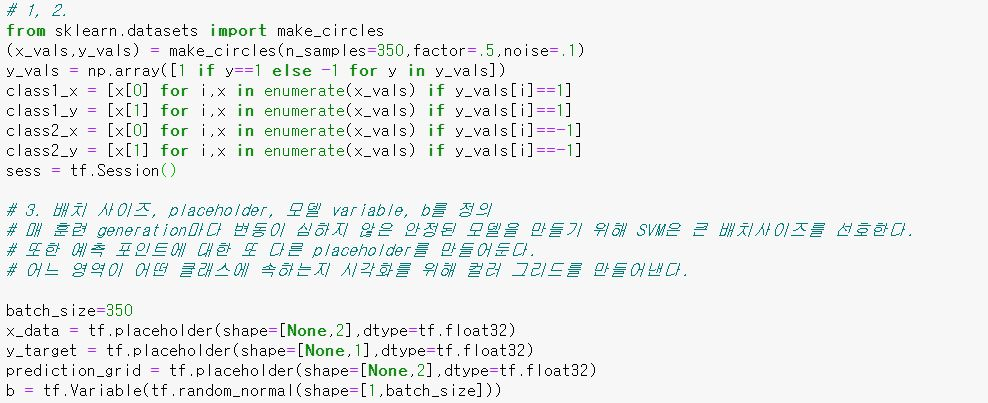 # 1, 2.
from sklearn.datasets import make_circles
(x_vals,y_vals) = make_circles(n_samples=350,factor=.5,noise=.1)
y_vals = np.array([1 if y==1 else -1 for y in y_vals])
class1_x = [x[0] for i,x in enumerate(x_vals) if y_vals[i]==1]
class1_y = [x[1] for i,x in enumerate(x_vals) if y_vals[i]==1]
class2_x = [x[0] for i,x in enumerate(x_vals) if y_vals[i]==-1]
class2_y = [x[1] for i,x in enumerate(x_vals) if y_vals[i]==-1]
sess = tf.Session()
# 3. 배치 사이즈, placeholder, 모델 variable, b를 정의
# 매 훈련 generation마다 변동이 심하지 않은 안정된 모델을 만들기 위해 SVM은 큰 배치사이즈를 선호한다.
# 또한 예측 포인트에 대한 또 다른 placeholder를 만들어둔다.
# 어느 영역이 어떤 클래스에 속하는지 시각화를 위해 컬러 그리드를 만들어낸다.
batch_size=350
x_data = tf.placeholder(shape=[None,2],dtype=tf.float32)
y_target = tf.placeholder(shape=[None,1],dtype=tf.float32)
prediction_grid = tf.placeholder(shape=[None,2],dtype=tf.float32)
b = tf.Variable(tf.random_normal(shape=[1,batch_size]))